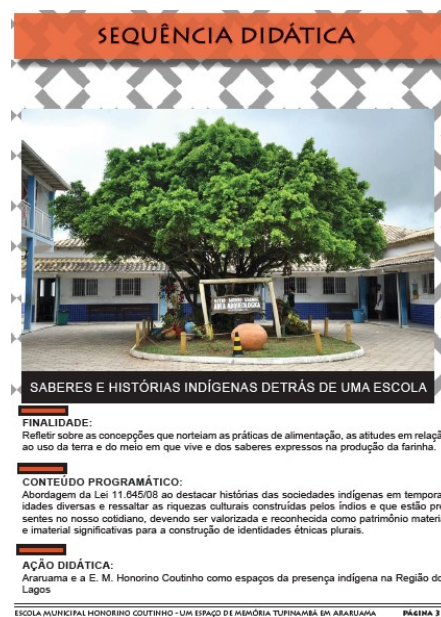 SEQUÊNCIA DIDÁTICA
ÁREA ARQUEOLÓGICA
SABERES E HISTÓRIAS INDÍGENAS DETRÁS DE UMA ESCOLA
FINALIDADE:
Refletir sobre as concepções que norteiam as práticas de alimentação, as atitudes em relaçã
ao uso da terra e do meio em que vive e dos saberes expressos na produção da farinha.
CONTEÚDO PROGRAMÁTICO:
Abordagem da Lei 11.645/08 ao destacar histórias das sociedades indígenas em tempora
idades diversas e ressaltar as riquezas culturais construídas pelos índios e que estão pre
sentes no nosso cotidiano, devendo ser valorizada e reconhecida como patrimônio materia
e imaterial significativas para a construção de identidades étnicas plurais.
AÇÃO DIDÁTICA:
Araruama e a E. M. Honorino Coutinho como espaços da presença indígena na Região do
Lagos
ESCOLA MUNICIPAL HONORINO COUTINHO - UM ESPAÇO DE MEMÓRIA TUPINAMBÁ EM ARARUAMA PÁGINA 3